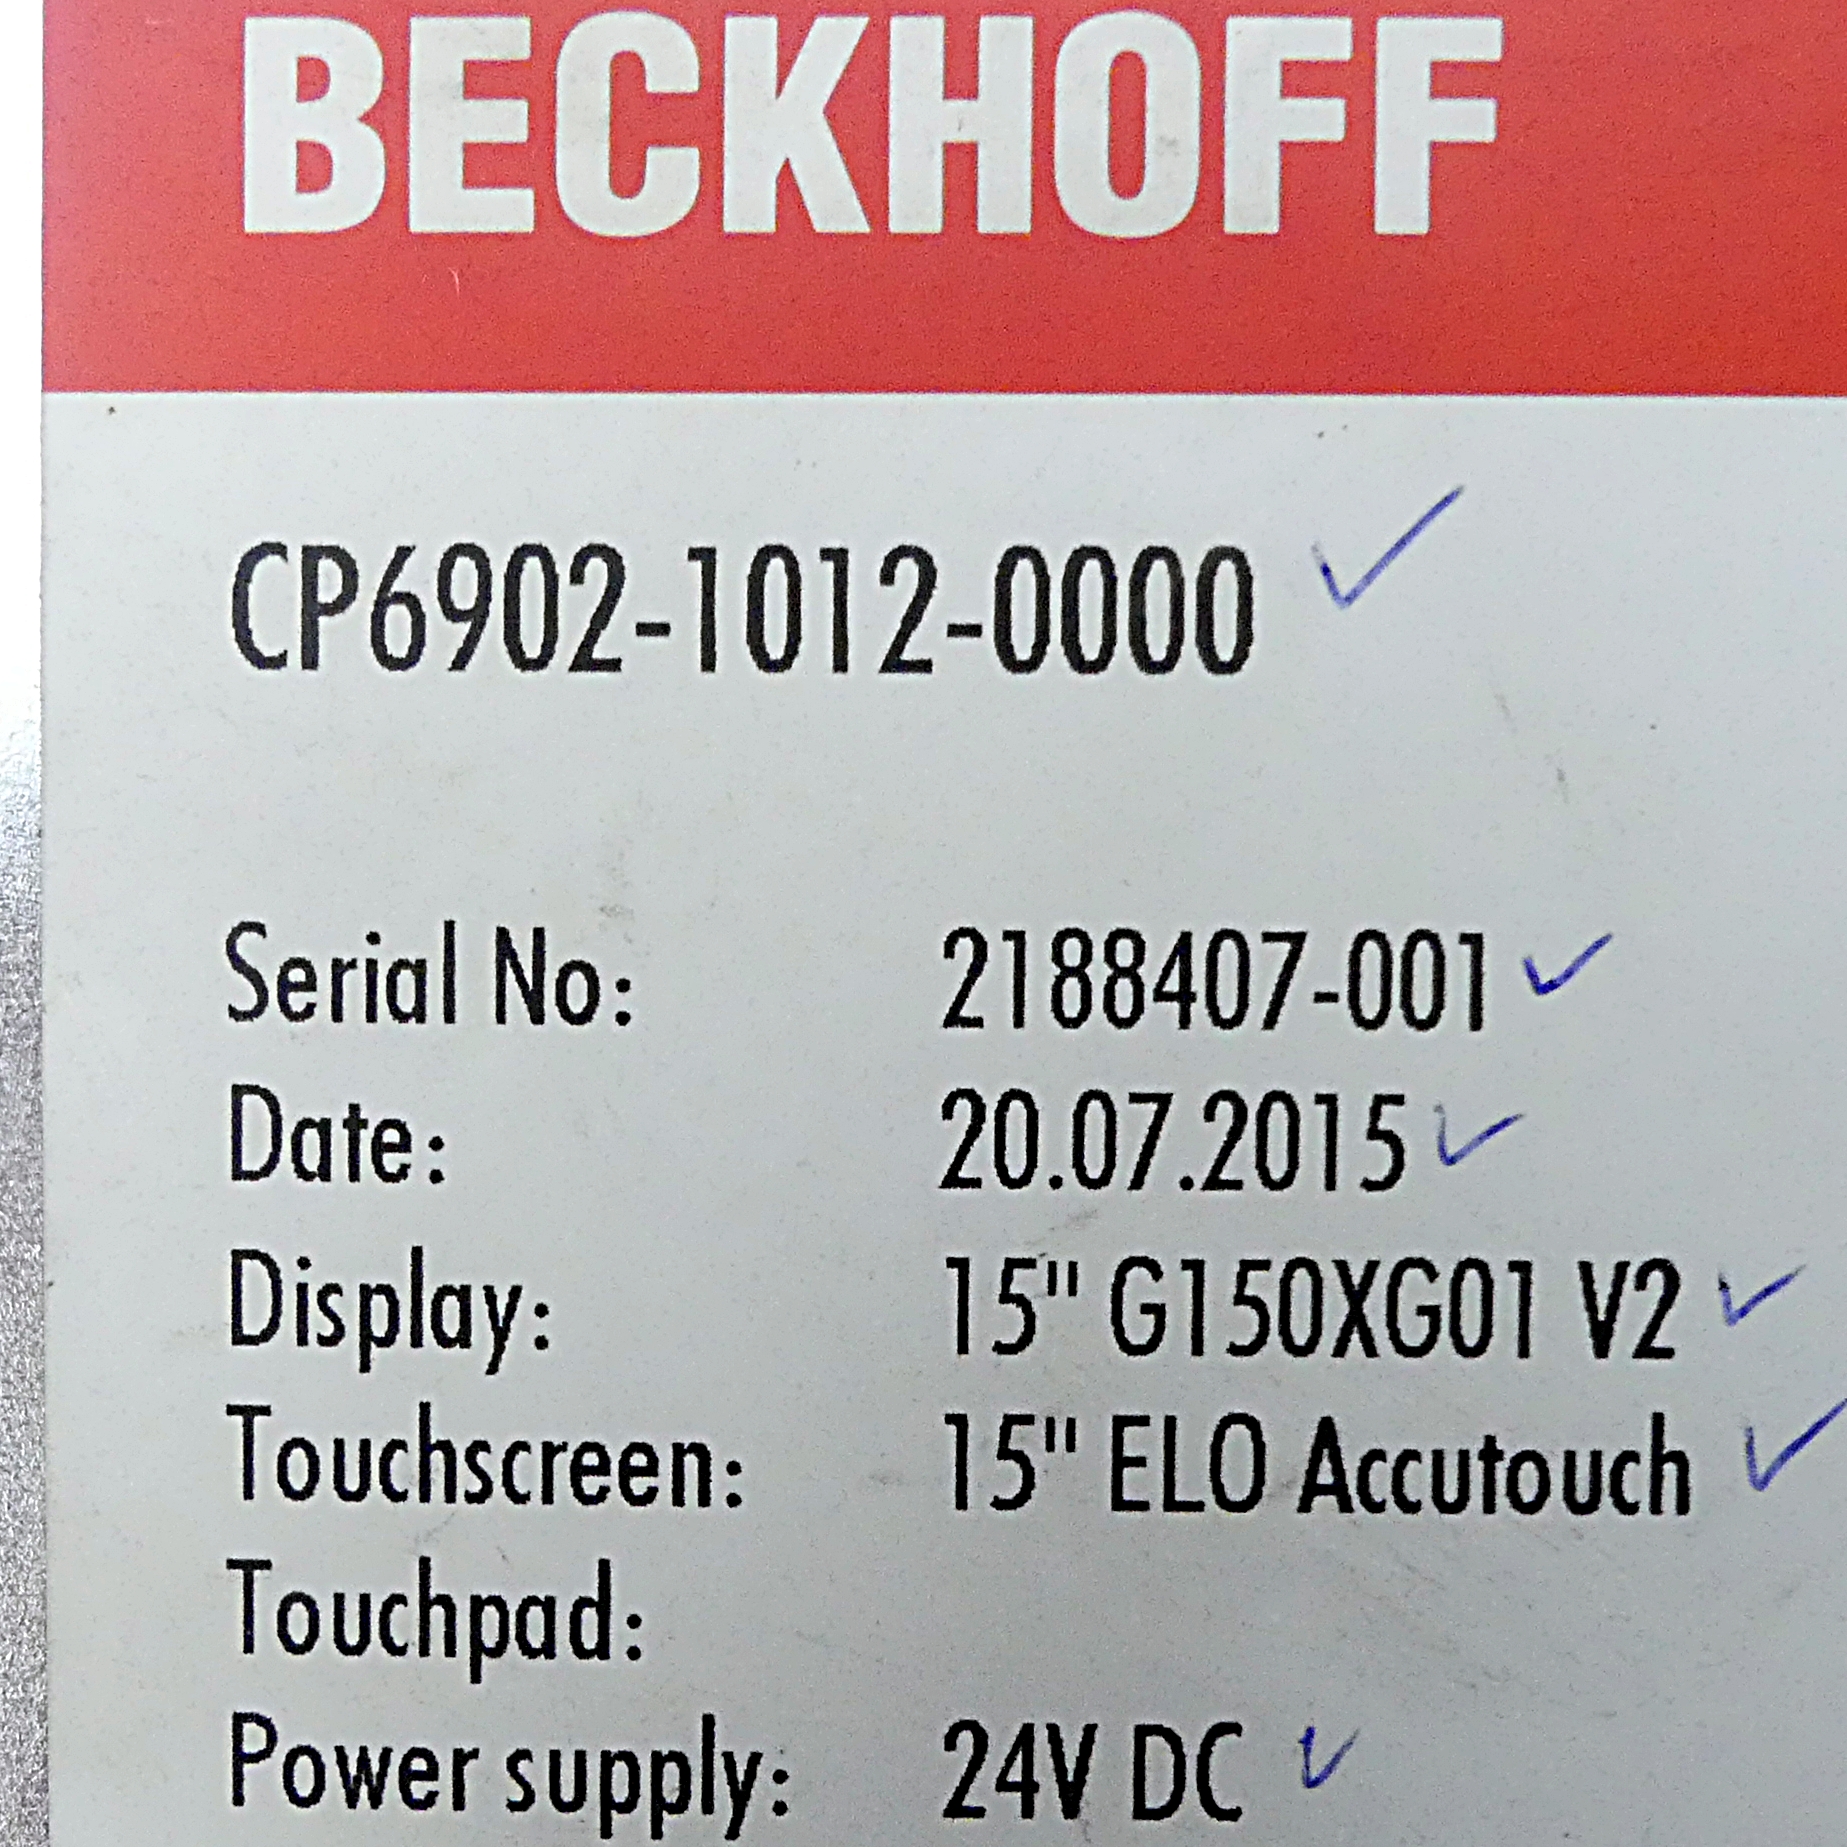 BECKHOFF
CP6902-1012-0000 ✓
Serial No: 2188407-001 ✓
Date: 20.07.2015 ✓
Display: 15" G150XG01 V2 ✓
Touchscreen: 15" ELO Accutouch ✓
Touchpad:
Power supply: 24V DC ✓